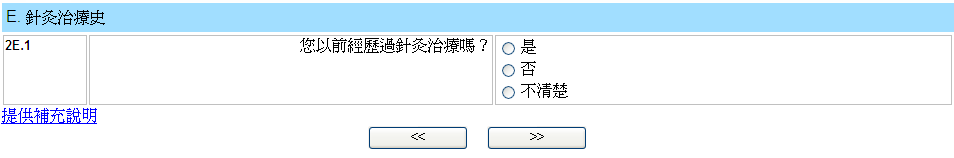 E. 針灸治療史
2E.1
您以前經歷過針灸治療嗎？
是
否
不清楚
提供補充說明
<<
>>